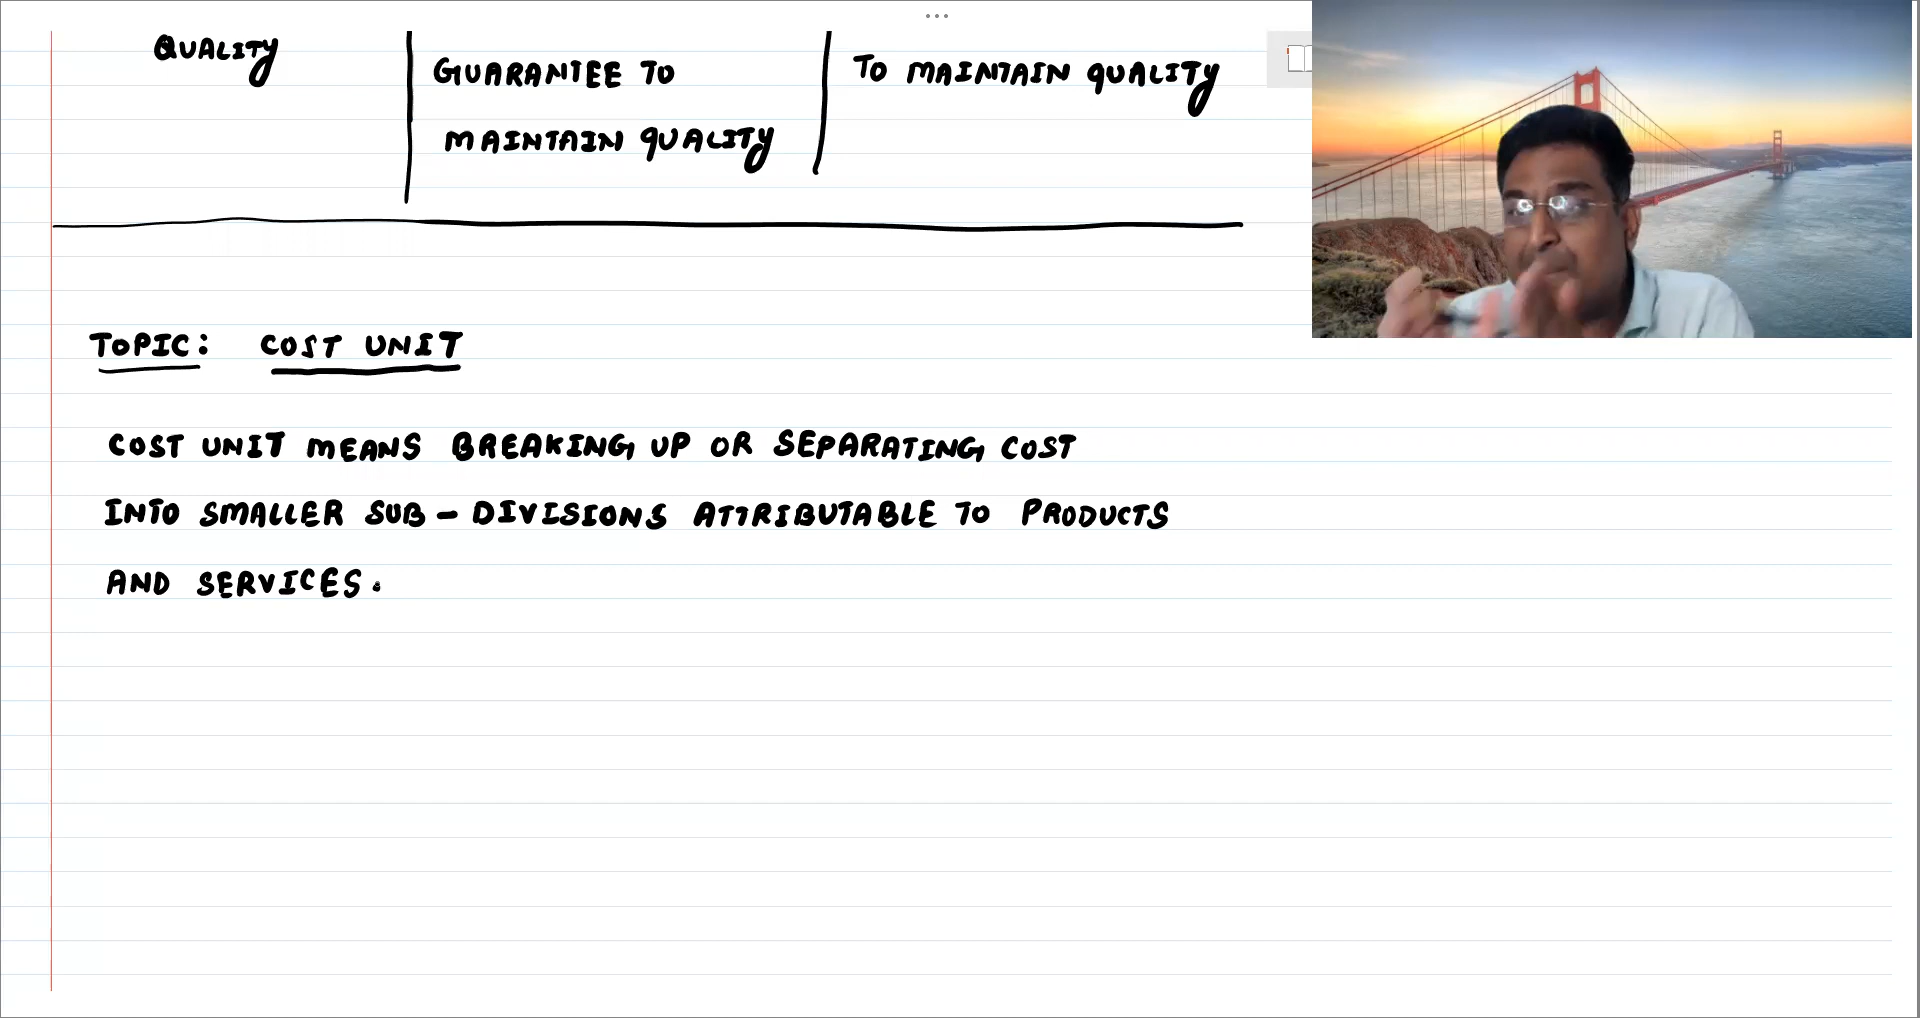 QUALITY
GUARANTEE TO
MAINTAIN QUALITY
TO MAINTAIN QUALITY
TOPIC: COST UNIT
COST UNIT MEANS BREAKING UP OR SEPARATING COST
INTO SMALLER SUB - DIVISIONS ATTRIBUTABLE TO PRODUCTS
AND SERVICES.